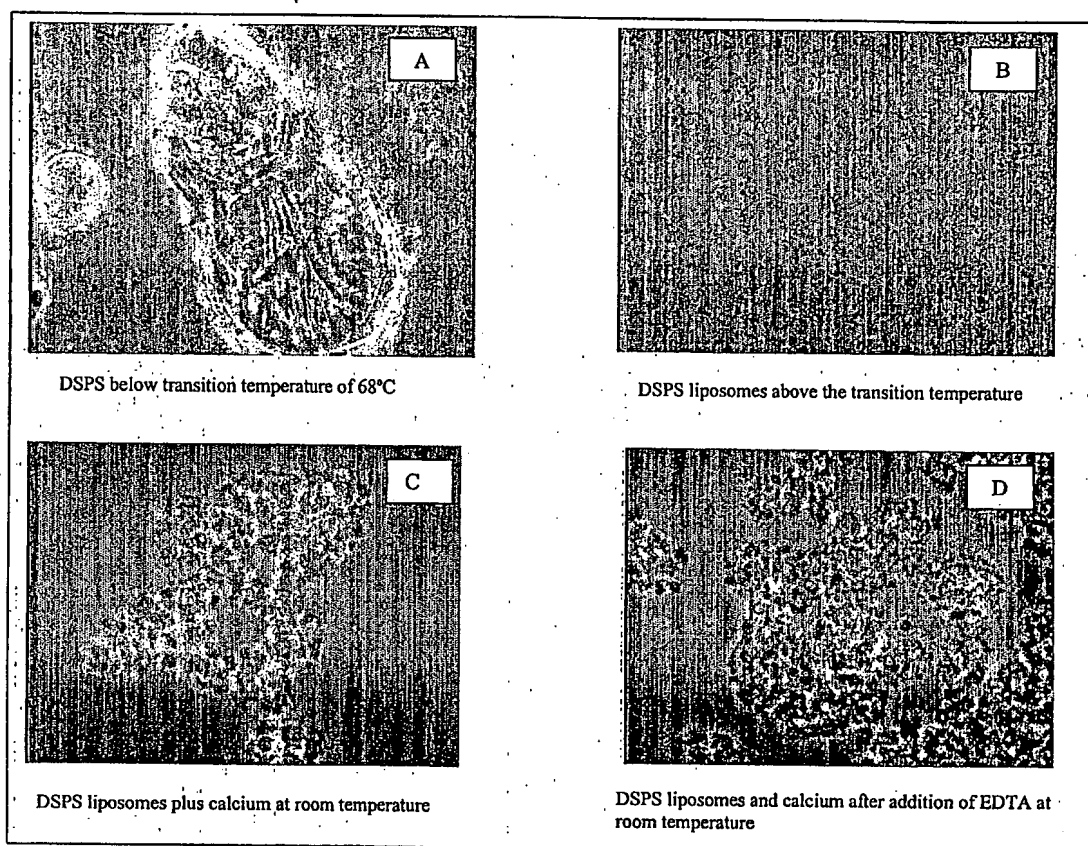 A
B
DSPS below transition temperature of 68°C
DSPS liposomes above the transition temperature
C
D
DSPS liposomes plus calcium at room temperature
DSPS liposomes and calcium after addition of EDTA at
room temperature